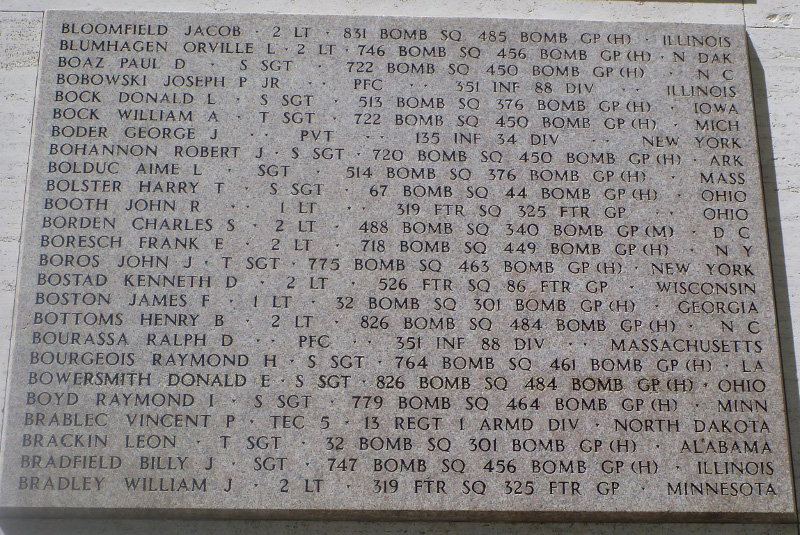 BLOOMFIELD JACOB · 2 LT · 831 BOMB SQ 485 BOMB GP (H) · ILLINOIS
BLUMHAGEN ORVILLE L · 2 LT · 746 BOMB SQ 456 BOMB GP (H) · N DAK
BOAZ PAUL D · S SGT · 722 BOMB SQ 450 BOMB GP (H) · N C
BOBOWSKI JOSEPH P JR · · PFC · · 351 INF 88 DIV · · ILLINOIS
BOCK DONALD L · S SGT · 513 BOMB SQ 376 BOMB GP (H) · IOWA
BOCK WILLIAM A · T SGT · 722 BOMB SQ 450 BOMB GP (H) · MICH
BODER GEORGE J · · PVT · · 135 INF 34 DIV · · NEW YORK
BOHANNON ROBERT J · S SGT · 720 BOMB SQ 450 BOMB GP (H) · ARK
BOLDUC AIME L · SGT · 514 BOMB SQ 376 BOMB GP (H) · MASS
BOLSTER HARRY T · S SGT · 67 BOMB SQ 44 BOMB GP (H) · OHIO
BOOTH JOHN R · · 1 LT · · 319 FTR SQ 325 FTR GP · · OHIO
BORDEN CHARLES S · 2 LT · 488 BOMB SQ 340 BOMB GP (M) · D C
BORESCH FRANK E · 2 LT · 718 BOMB SQ 449 BOMB GP (H) · N Y
BOROS JOHN J · T SGT · 775 BOMB SQ 463 BOMB GP (H) · NEW YORK
BOSTAD KENNETH D · 2 LT · 526 FTR SQ 86 FTR GP · WISCONSIN
BOSTON JAMES F · 1 LT · 32 BOMB SQ 301 BOMB GP (H) · GEORGIA
BOTTOMS HENRY B · 2 LT · 826 BOMB SQ 484 BOMB GP (H) · N C
BOURASSA RALPH D · · PFC · · 351 INF 88 DIV · · MASSACHUSETTS
BOURGEOIS RAYMOND H · S SGT · 764 BOMB SQ 461 BOMB GP (H) · LA
BOWERSMITH DONALD E · S SGT · 826 BOMB SQ 484 BOMB GP (H) · OHIO
BOYD RAYMOND I · S SGT · 779 BOMB SQ 464 BOMB GP (H) · MINN
BRABLEC VINCENT P · TEC 5 · 13 REGT 1 ARMD DIV · NORTH DAKOTA
BRACKIN LEON · T SGT · 32 BOMB SQ 301 BOMB GP (H) · ALABAMA
BRADFIELD BILLY J · SGT · 747 BOMB SQ 456 BOMB GP (H) · ILLINOIS
BRADLEY WILLIAM J · 2 LT · 319 FTR SQ 325 FTR GP · MINNESOTA